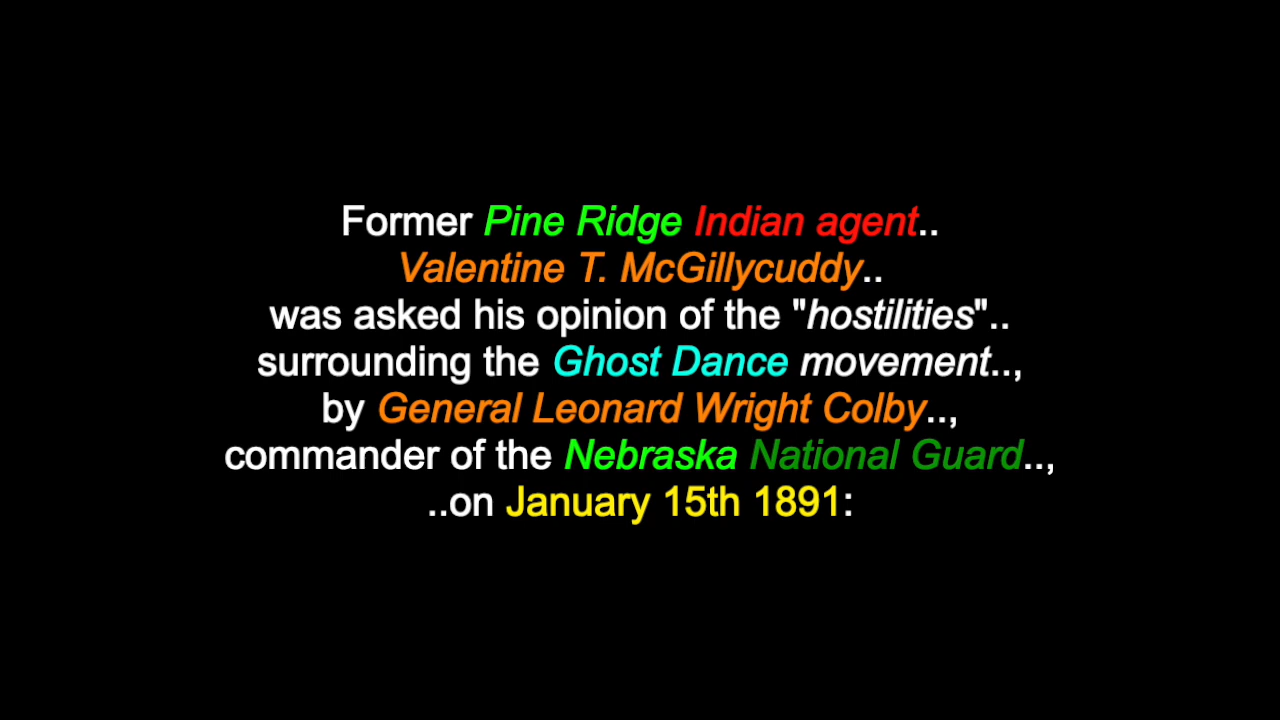 Former Pine Ridge Indian agent..
Valentine T. McGillycuddy..
was asked his opinion of the "hostilities"..
surrounding the Ghost Dance movement..,
by General Leonard Wright Colby..,
commander of the Nebraska National Guard..,
..on January 15th 1891: